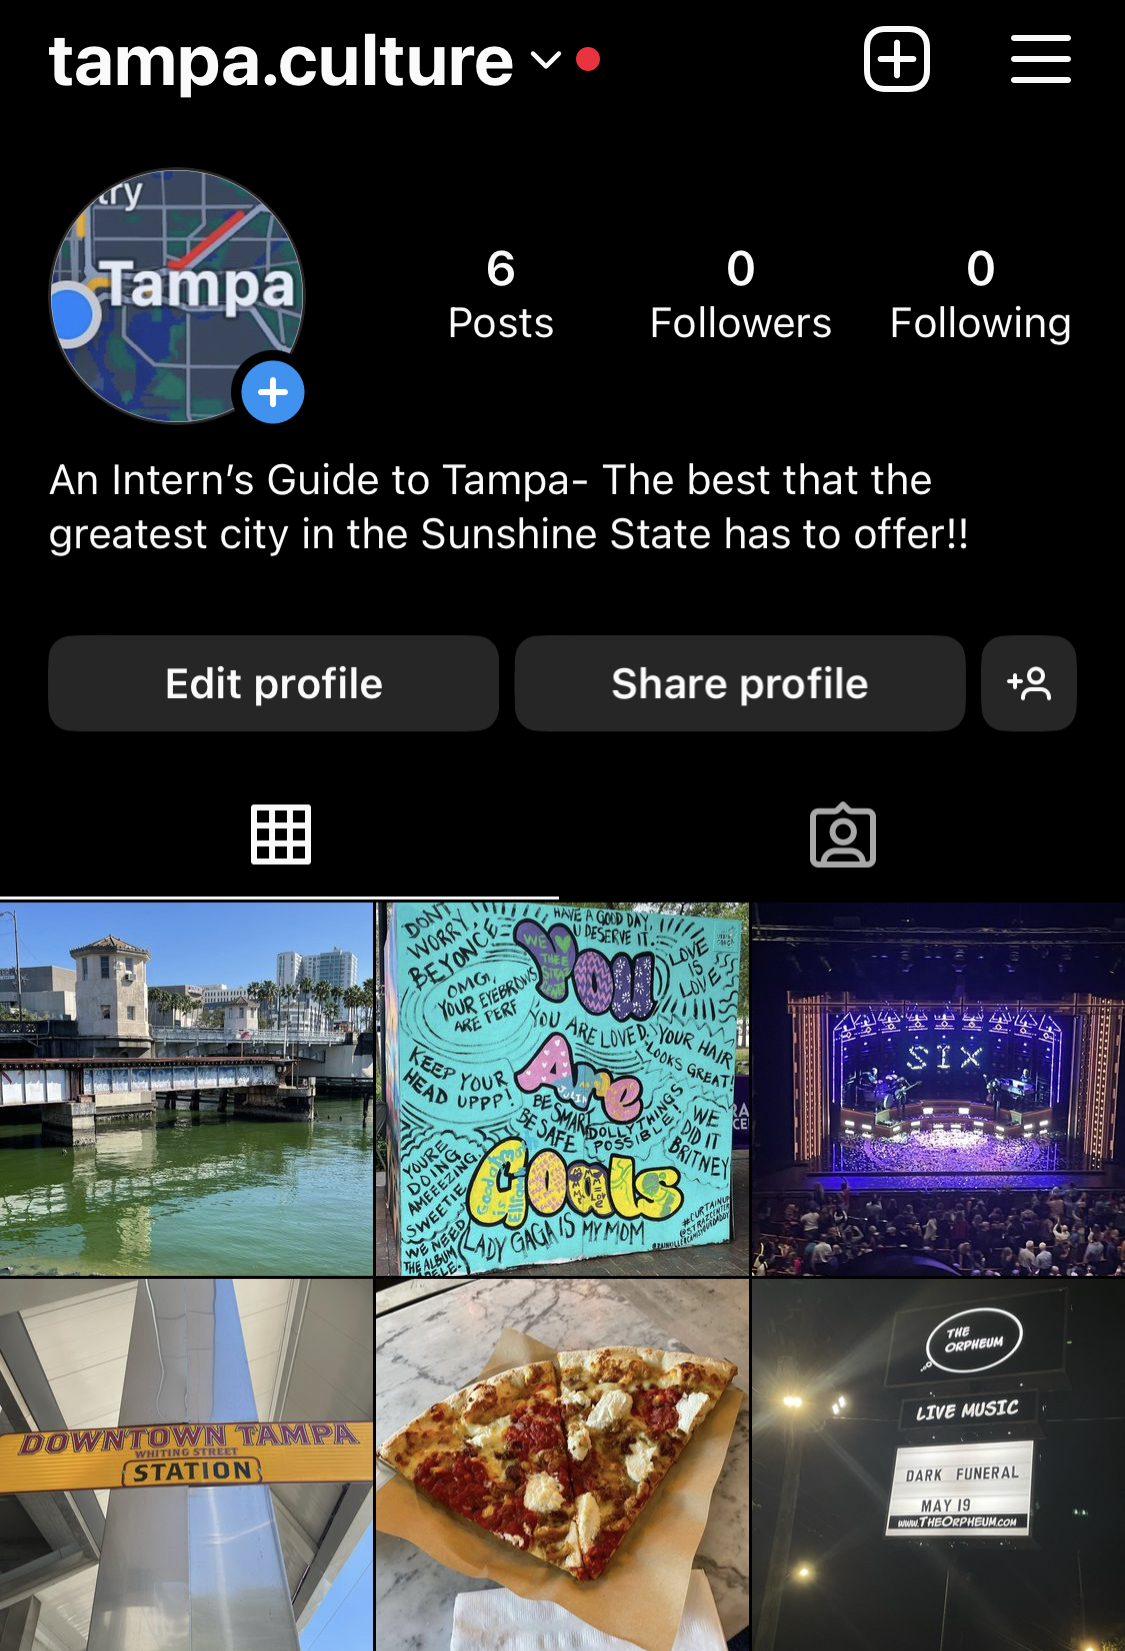 tampa.culture
try
Tampa
6
Posts
0
Followers
0
Following
An Intern's Guide to Tampa- The best that the
greatest city in the Sunshine State has to offer!!
Edit profile
Share profile
DON'T
WORRY,
BEYONCE
HAVE A GOOD DAY,
U DESERVE IT.
WE
THEE
YOU
LOVE
IS
LOVE
OMG,
YOUR EYEBROWS
ARE PERF
YOU ARE LOVED.
YOUR HAIR
LOOKS GREAT!
KEEP YOUR
HEAD UPPP!
Are
BE SMART
BE SAFE
DOLLY THINGS
POSSIBLE!
WE
DID IT
BRITNEY
YOU'RE
DOING
AMEEZING,
SWEETIE
GOALS
WE NEED
THE ALBUM
LADY GAGA IS MY MOM
#CURTAINUP
SIX
DOWNTOWN TAMPA
WHITING STREET
STATION
THE
ORPHEUM
LIVE MUSIC
DARK FUNERAL
MAY 19
www.TheOrpheum.com